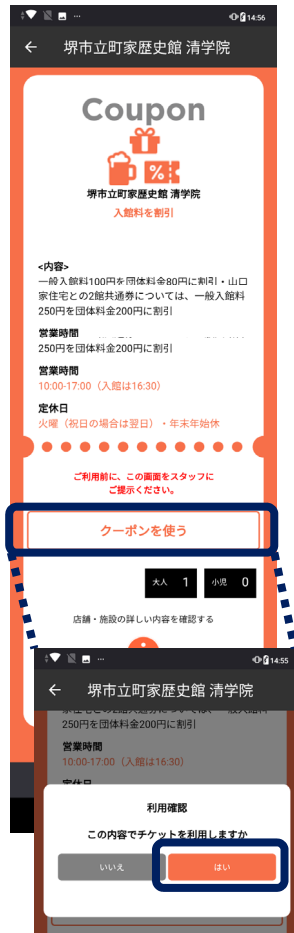 14:56
← 堺市立町家歴史館 清学院
Coupon
%
堺市立町家歴史館 清学院
入館料を割引
<内容>
一般入館料100円を団体料金80円に割引・山口
家住宅との2館共通券については、一般入館料
250円を団体料金200円に割引
営業時間
250円を団体料金200円に割引
営業時間
10:00-17:00（入館は16:30）
定休日
火曜（祝日の場合は翌日）・年末年始休
ご利用前に、この画面をスタッフに
ご提示ください。
クーポンを使う
大人 1 小児 0
店舗・施設の詳しい内容を確認する
14:55
← 堺市立町家歴史館 清学院
250円を団体料金200円に割引
営業時間
10:00-17:00（入館は16:30）
定休日
利用確認
この内容でチケットを利用しますか
いいえ はい